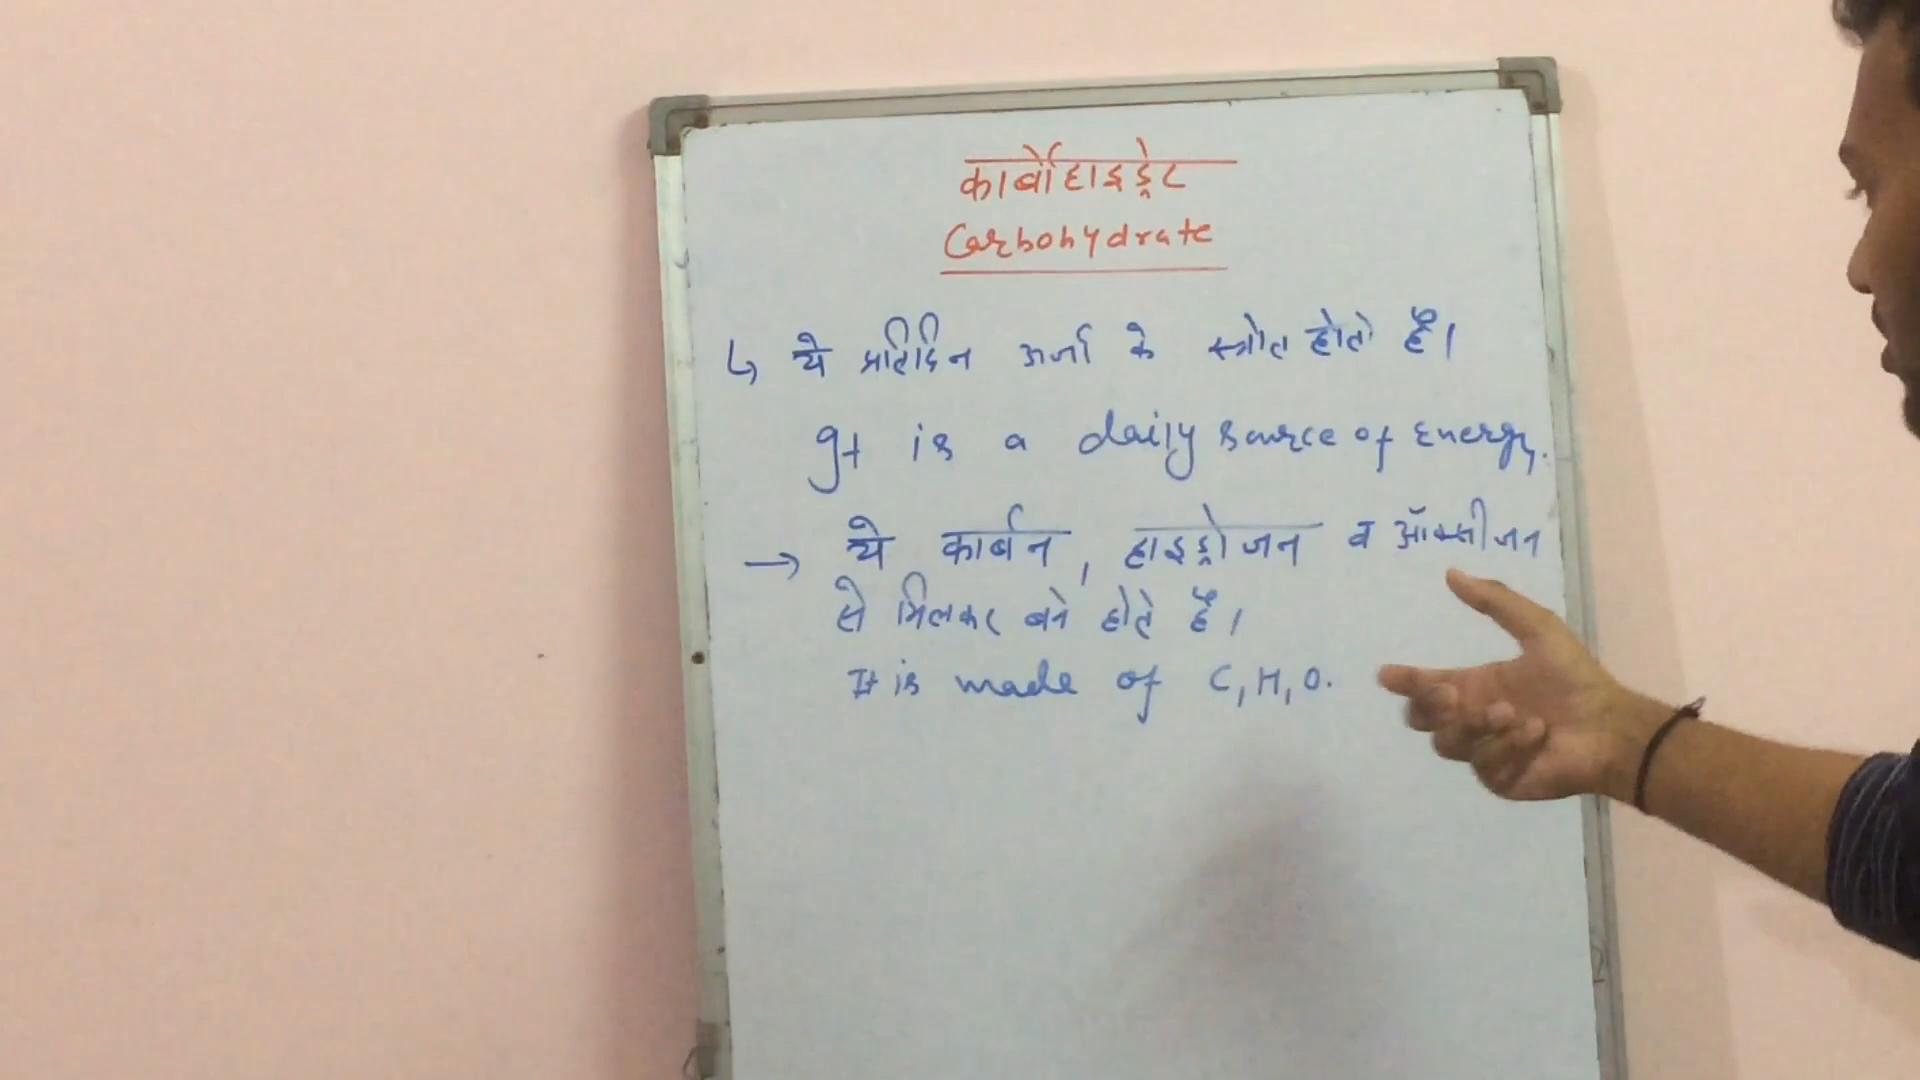 कार्बोहाइड्रेट
Carbohydrate
↳ ये प्रतिदिन ऊर्जा के स्त्रोत होते है।
It is a daily source of Energy.
→ ये कार्बन, हाइड्रोजन व ऑक्सीजन
से मिलकर बने होते है।
It is made of C, H, O.